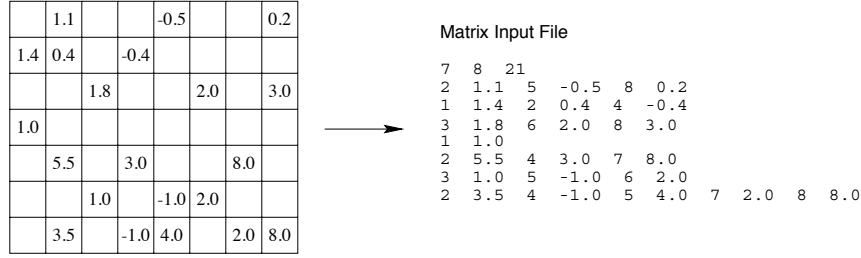 1.1 -0.5 0.2
1.4 0.4 -0.4
1.8 2.0 3.0
1.0
5.5 3.0 8.0
1.0 -1.0 2.0
3.5 -1.0 4.0 2.0 8.0
Matrix Input File
7 8 21
2 1.1 5 -0.5 8 0.2
1 1.4 2 0.4 4 -0.4
3 1.8 6 2.0 8 3.0
1 1.0
2 5.5 4 3.0 7 8.0
3 1.0 5 -1.0 6 2.0
2 3.5 4 -1.0 5 4.0 7 2.0 8 8.0